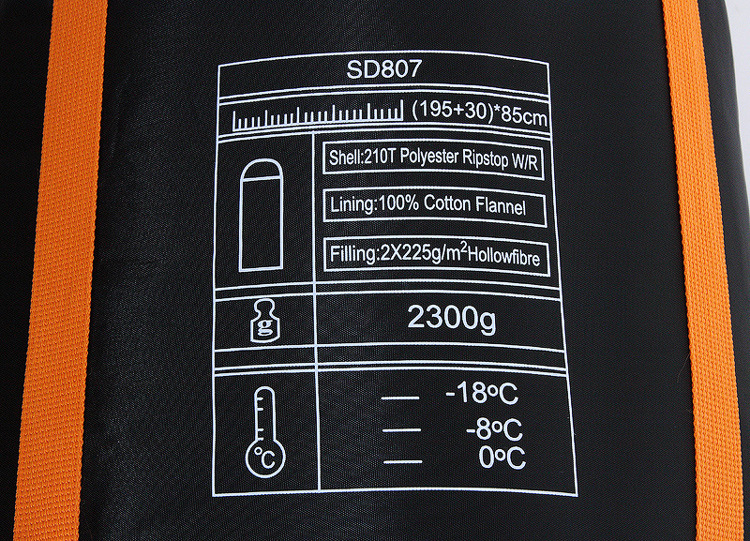 SD807
(195+30)*85cm
Shell:210T Polyester Ripstop W/R
Lining:100% Cotton Flannel
Filling:2X225g/m²Hollowfibre
g
2300g
-18ºC
-8ºC
ºC
0ºC